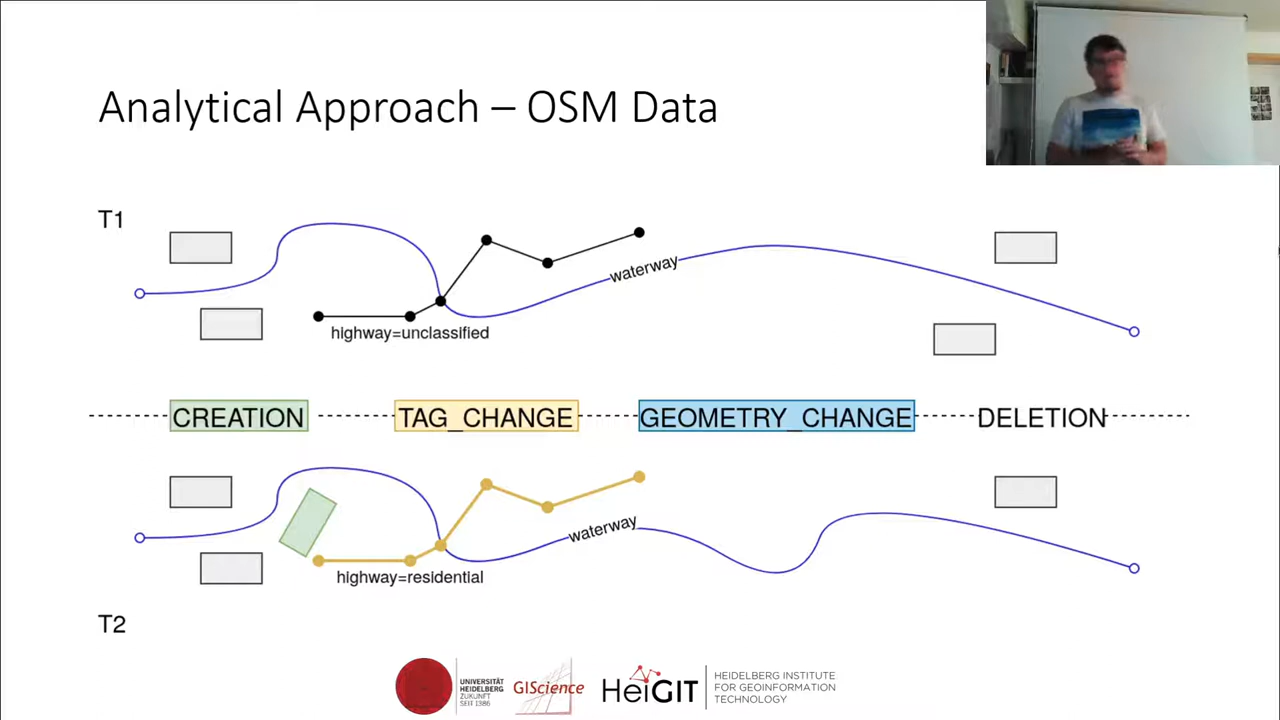 Analytical Approach – OSM Data
T1
waterway
highway=unclassified
CREATION
TAG_CHANGE
GEOMETRY_CHANGE
DELETION
waterway
highway=residential
T2
UNIVERSITÄT
HEIDELBERG
ZUKUNFT
SEIT 1386
GIScience
HeiGIT
HEIDELBERG INSTITUTE
FOR GEOINFORMATION
TECHNOLOGY